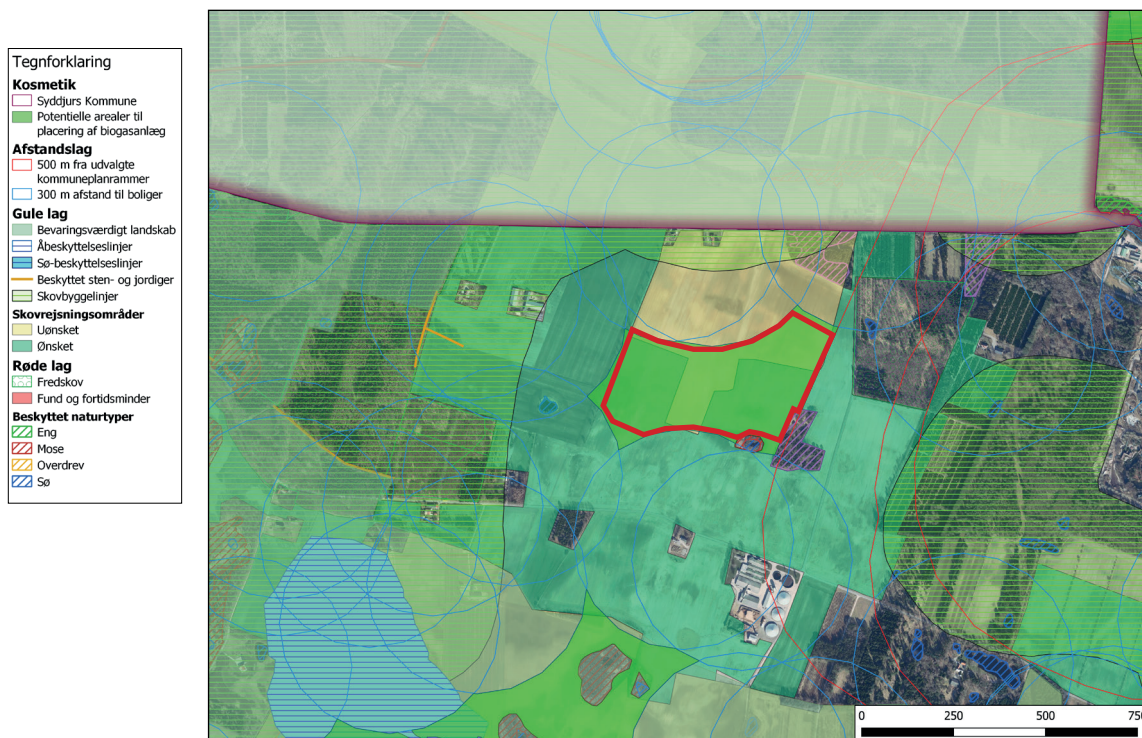 Tegnforklaring
Kosmetik
Syddjurs Kommune
Potentielle arealer til
placering af biogasanlæg
Afstandslag
500 m fra udvalgte
kommuneplanrammer
300 m afstand til boliger
Gule lag
Bevaringsværdigt landskab
Åbeskyttelseslinjer
Sø-beskyttelseslinjer
Beskyttet sten- og jordiger
Skovbyggelinjer
Skovrejsningsområder
Uønsket
Ønsket
Røde lag
Fredskov
Fund og fortidsminder
Beskyttet naturtyper
Eng
Mose
Overdrev
Sø
0 250 500 750